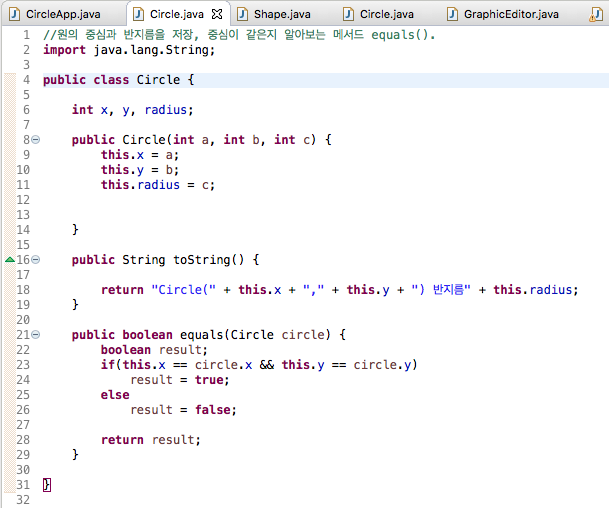 CircleApp.java Circle.java Shape.java Circle.java GraphicEditor.java
1 //원의 중심과 반지름을 저장, 중심이 같은지 알아보는 메서드 equals().
2 import java.lang.String;
3
4 public class Circle {
5
6 int x, y, radius;
7
8 public Circle(int a, int b, int c) {
9 this.x = a;
10 this.y = b;
11 this.radius = c;
12
13
14 }
15
16 public String toString() {
17
18 return "Circle(" + this.x + "," + this.y + ") 반지름" + this.radius;
19 }
20
21 public boolean equals(Circle circle) {
22 boolean result;
23 if(this.x == circle.x && this.y == circle.y)
24 result = true;
25 else
26 result = false;
27
28 return result;
29 }
30
31 }
32